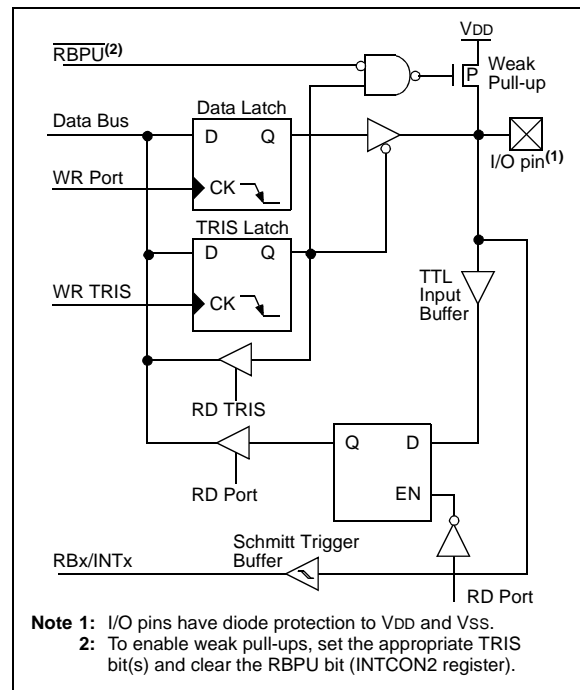 VDD
RBPU(2)
P
Weak
Pull-up
Data Latch
Data Bus
D Q
I/O pin(1)
WR Port
CK
TRIS Latch
D Q
TTL
Input
Buffer
WR TRIS
CK
RD TRIS
Q D
RD Port
EN
RBx/INTx
Schmitt Trigger
Buffer
RD Port
Note 1: I/O pins have diode protection to VDD and VSS.
2: To enable weak pull-ups, set the appropriate TRIS
bit(s) and clear the RBPU bit (INTCON2 register).